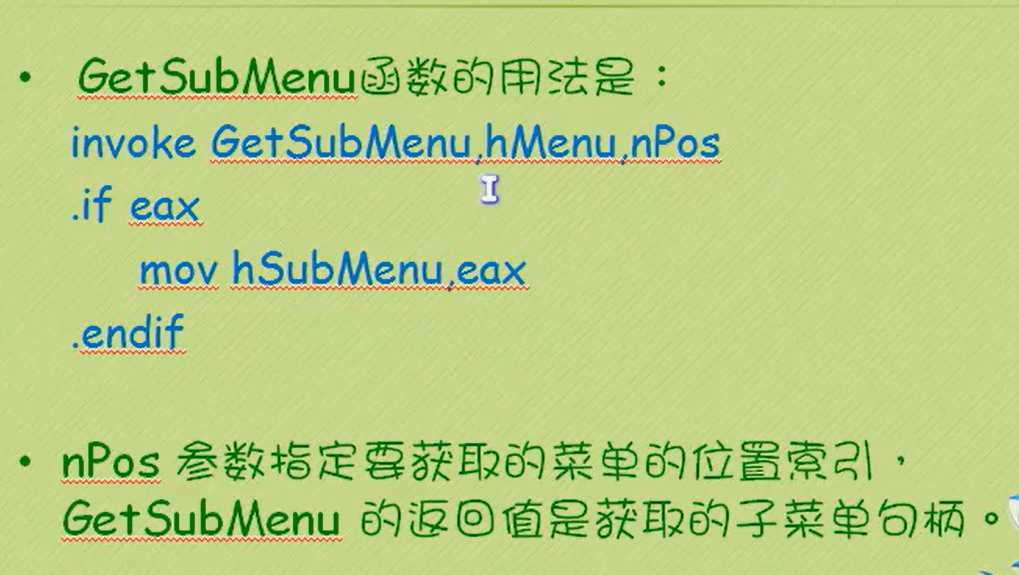 • GetSubMenu函数的用法是：
invoke GetSubMenu,hMenu,nPos
.if eax
mov hSubMenu,eax
.endif
• nPos 参数指定要获取的菜单的位置索引，
GetSubMenu 的返回值是获取的子菜单句柄。